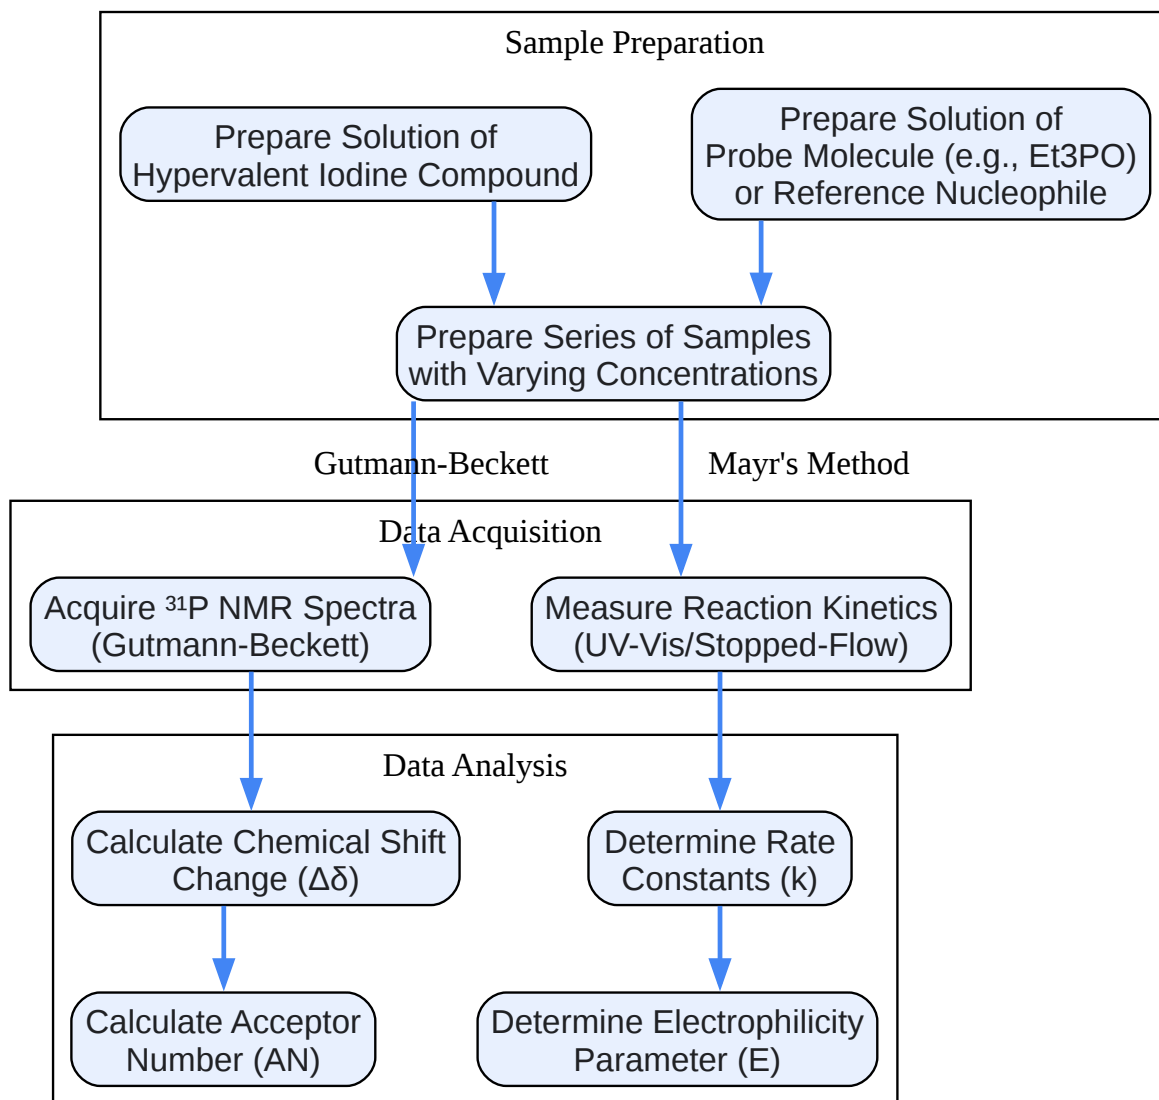 Sample Preparation
Prepare Solution of
Hypervalent Iodine Compound
Prepare Solution of
Probe Molecule (e.g., Et3PO)
or Reference Nucleophile
Prepare Series of Samples
with Varying Concentrations
Gutmann-Beckett
Mayr's Method
Data Acquisition
Acquire ³¹P NMR Spectra
(Gutmann-Beckett)
Measure Reaction Kinetics
(UV-Vis/Stopped-Flow)
Data Analysis
Calculate Chemical Shift
Change (Δδ)
Determine Rate
Constants (k)
Calculate Acceptor
Number (AN)
Determine Electrophilicity
Parameter (E)